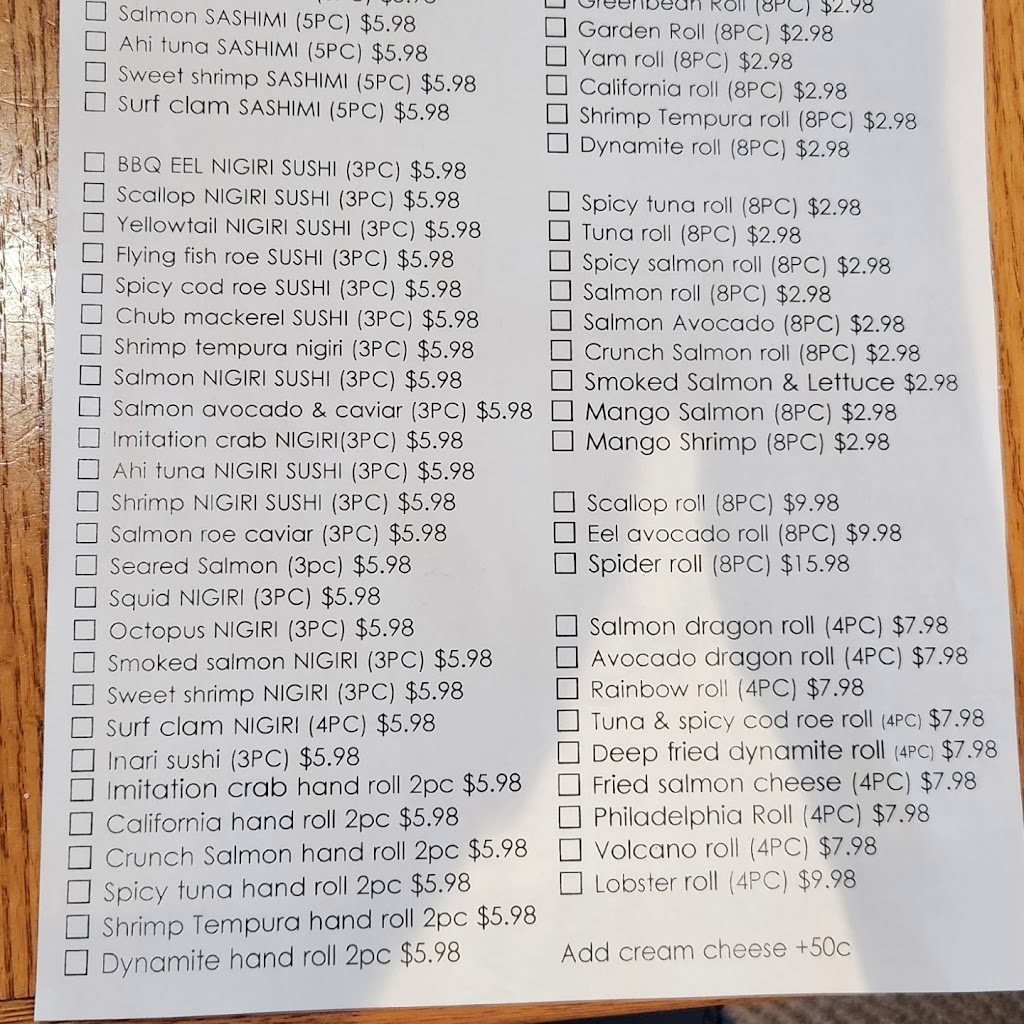 Salmon SASHIMI (5PC) $5.98
Ahi tuna SASHIMI (5PC) $5.98
Sweet shrimp SASHIMI (5PC) $5.98
Surf clam SASHIMI (5PC) $5.98
BBQ EEL NIGIRI SUSHI (3PC) $5.98
Scallop NIGIRI SUSHI (3PC) $5.98
Yellowtail NIGIRI SUSHI (3PC) $5.98
Flying fish roe SUSHI (3PC) $5.98
Spicy cod roe SUSHI (3PC) $5.98
Chub mackerel SUSHI (3PC) $5.98
Shrimp tempura nigiri (3PC) $5.98
Salmon NIGIRI SUSHI (3PC) $5.98
Salmon avocado & caviar (3PC) $5.98
Imitation crab NIGIRI(3PC) $5.98
Ahi tuna NIGIRI SUSHI (3PC) $5.98
Shrimp NIGIRI SUSHI (3PC) $5.98
Salmon roe caviar (3PC) $5.98
Seared Salmon (3pc) $5.98
Squid NIGIRI (3PC) $5.98
Octopus NIGIRI (3PC) $5.98
Smoked salmon NIGIRI (3PC) $5.98
Sweet shrimp NIGIRI (3PC) $5.98
Surf clam NIGIRI (4PC) $5.98
Inari sushi (3PC) $5.98
Imitation crab hand roll 2pc $5.98
California hand roll 2pc $5.98
Crunch Salmon hand roll 2pc $5.98
Spicy tuna hand roll 2pc $5.98
Shrimp Tempura hand roll 2pc $5.98
Dynamite hand roll 2pc $5.98
Greenbean Roll (8PC) $2.98
Garden Roll (8PC) $2.98
Yam roll (8PC) $2.98
California roll (8PC) $2.98
Shrimp Tempura roll (8PC) $2.98
Dynamite roll (8PC) $2.98
Spicy tuna roll (8PC) $2.98
Tuna roll (8PC) $2.98
Spicy salmon roll (8PC) $2.98
Salmon roll (8PC) $2.98
Salmon Avocado (8PC) $2.98
Crunch Salmon roll (8PC) $2.98
Smoked Salmon & Lettuce $2.98
Mango Salmon (8PC) $2.98
Mango Shrimp (8PC) $2.98
Scallop roll (8PC) $9.98
Eel avocado roll (8PC) $9.98
Spider roll (8PC) $15.98
Salmon dragon roll (4PC) $7.98
Avocado dragon roll (4PC) $7.98
Rainbow roll (4PC) $7.98
Tuna & spicy cod roe roll (4PC) $7.98
Deep fried dynamite roll (4PC) $7.98
Fried salmon cheese (4PC) $7.98
Philadelphia Roll (4PC) $7.98
Volcano roll (4PC) $7.98
Lobster roll (4PC) $9.98
Add cream cheese +50c